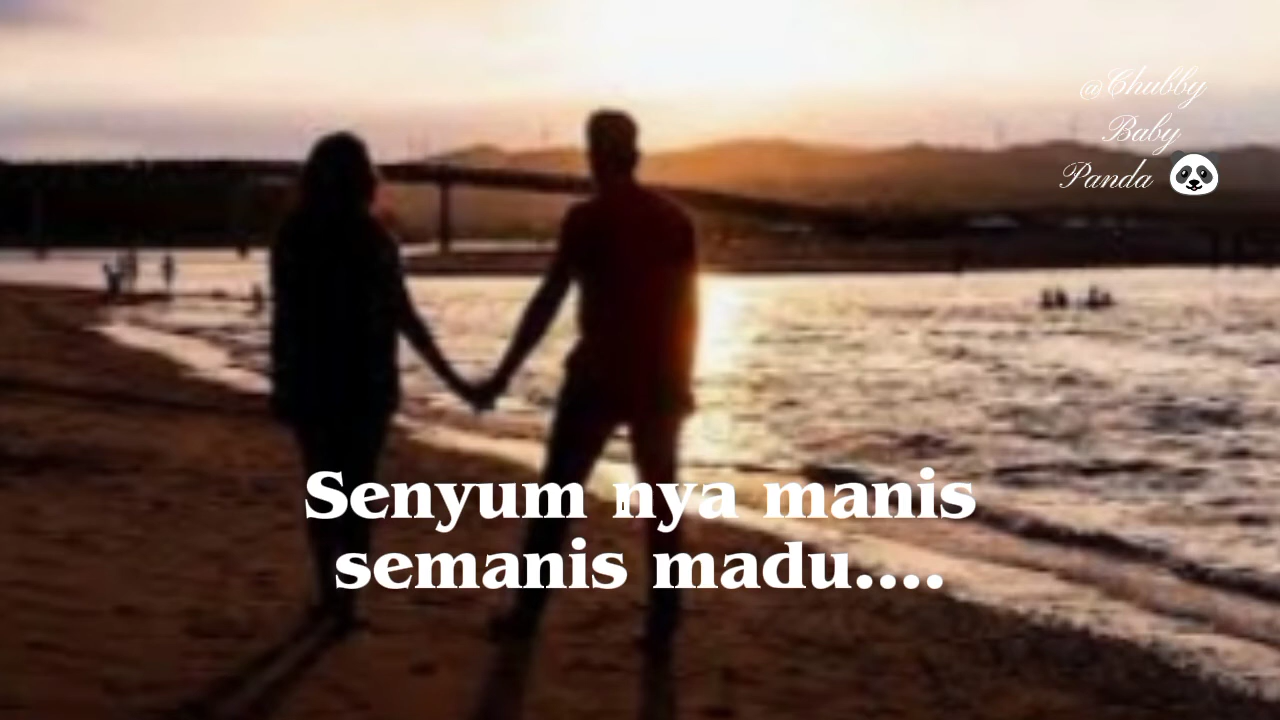 @Chubby
Baby
Panda 🐼
Senyum nya manis
semanis madu....